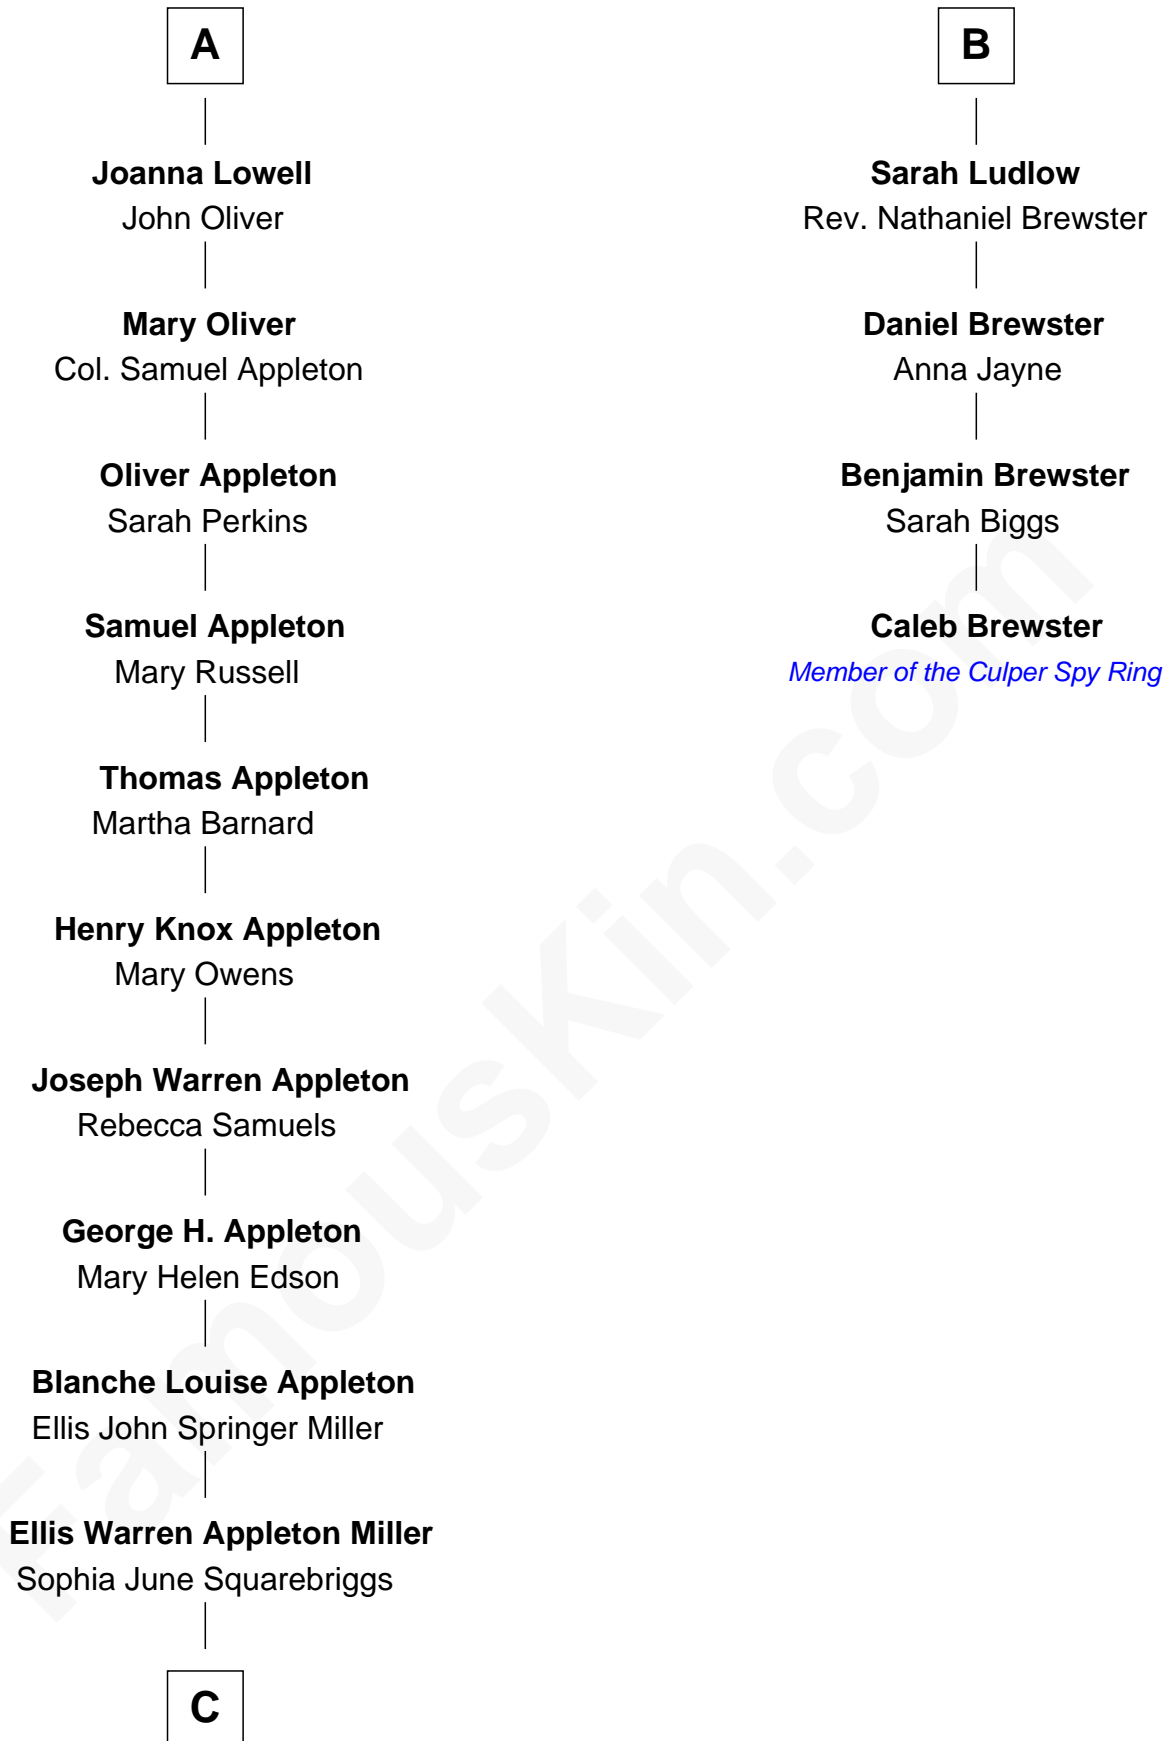 A
Joanna Lowell
John Oliver
Mary Oliver
Col. Samuel Appleton
Oliver Appleton
Sarah Perkins
Samuel Appleton
Mary Russell
Thomas Appleton
Martha Barnard
Henry Knox Appleton
Mary Owens
Joseph Warren Appleton
Rebecca Samuels
George H. Appleton
Mary Helen Edson
Blanche Louise Appleton
Ellis John Springer Miller
Ellis Warren Appleton Miller
Sophia June Squarebriggs
C
B
Sarah Ludlow
Rev. Nathaniel Brewster
Daniel Brewster
Anna Jayne
Benjamin Brewster
Sarah Biggs
Caleb Brewster
Member of the Culper Spy Ring
FamousKin.com